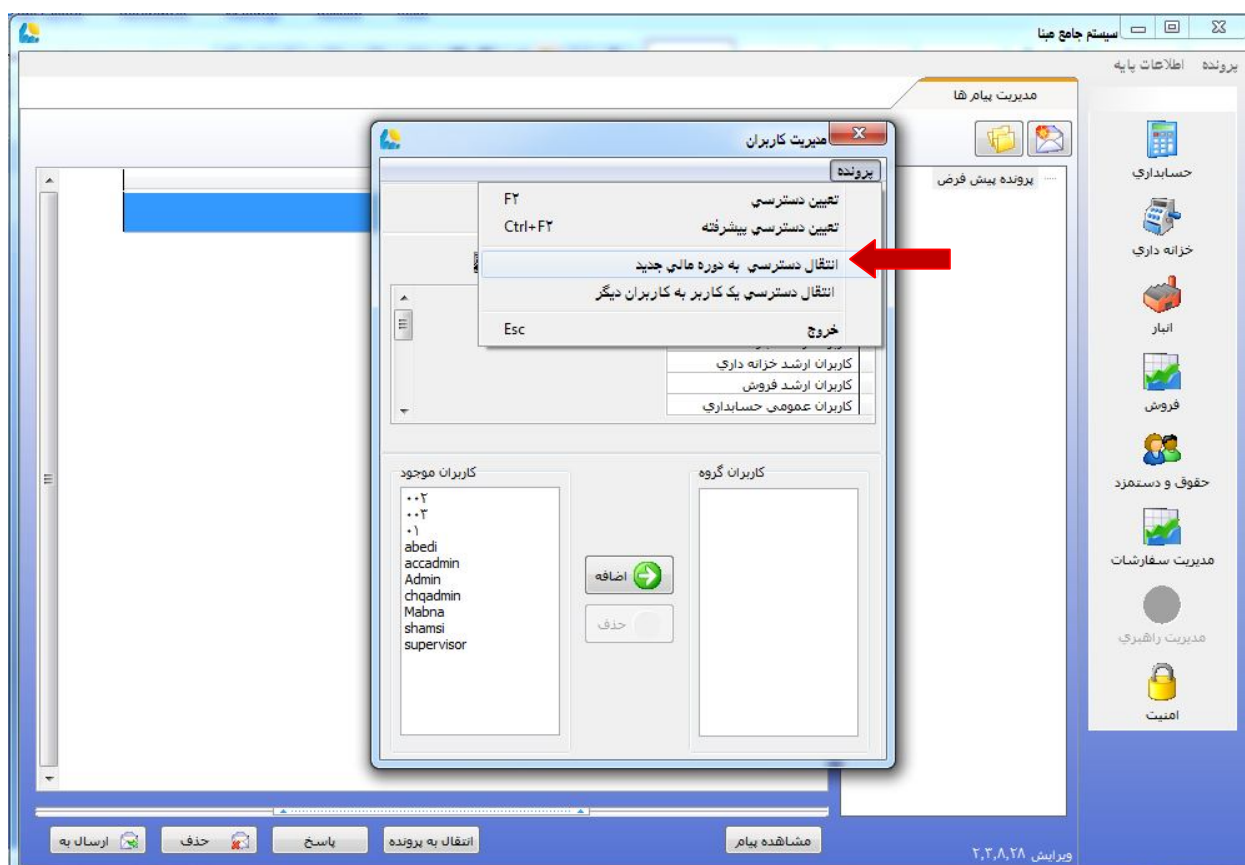 سیستم جامع مبنا
پرونده اطلاعات پایه
مدیریت پیام ها
حسابداري
خزانه داري
انبار
فروش
حقوق و دستمزد
مدیریت سفارشات
مدیریت راهبري
امنیت
پرونده پیش فرض
مدیریت کاربران
پرونده
تعیین دسترسي F۲
تعیین دسترسي پیشرفته Ctrl+F۲
انتقال دسترسي به دوره مالي جدید
انتقال دسترسي یک کاربر به کاربران دیگر
خروج Esc
کاربران ارشد خزانه داري
کاربران ارشد فروش
کاربران عمومی حسابداري
کاربران گروه
کاربران موجود
۰۰۲
۰۰۳
۰۱
abedi
accadmin
Admin
chqadmin
Mabna
shamsi
supervisor
اضافه
حذف
مشاهده پیام
انتقال به پرونده
پاسخ
حذف
ارسال به
ویرایش ۲,۳,۸,۲۸